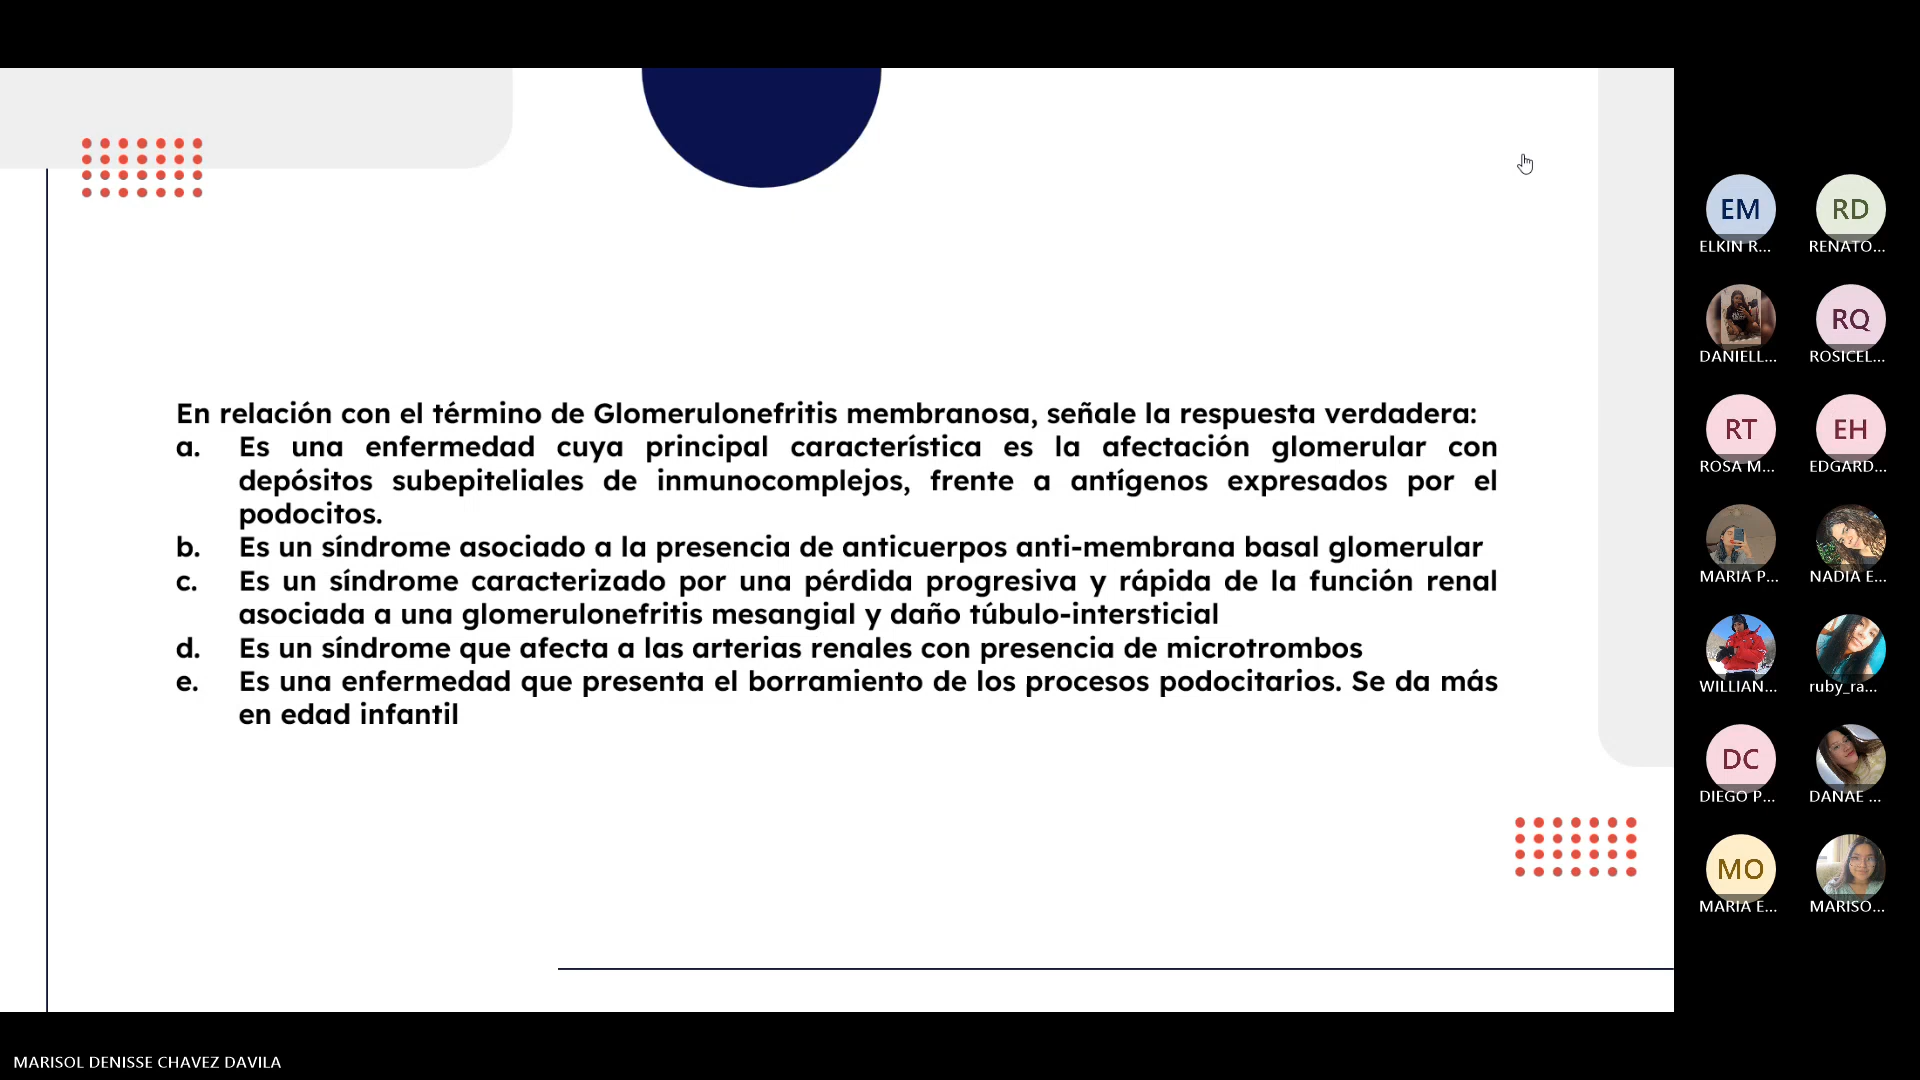 En relación con el término de Glomerulonefritis membranosa, señale la respuesta verdadera:
a. Es una enfermedad cuya principal característica es la afectación glomerular con
depósitos subepiteliales de inmunocomplejos, frente a antígenos expresados por el
podocitos.
b. Es un síndrome asociado a la presencia de anticuerpos anti-membrana basal glomerular
c. Es un síndrome caracterizado por una pérdida progresiva y rápida de la función renal
asociada a una glomerulonefritis mesangial y daño túbulo-intersticial
d. Es un síndrome que afecta a las arterias renales con presencia de microtrombos
e. Es una enfermedad que presenta el borramiento de los procesos podocitarios. Se da más
en edad infantil
EM
ELKIN R...
RD
RENATO...
DANIELL...
RQ
ROSICEL...
RT
ROSA M...
EH
EDGARD...
MARIA P...
NADIA E...
WILLIAN...
ruby_ra...
DC
DIEGO P...
DANAE ...
MO
MARIA E...
MARISO...
MARISOL DENISSE CHAVEZ DAVILA